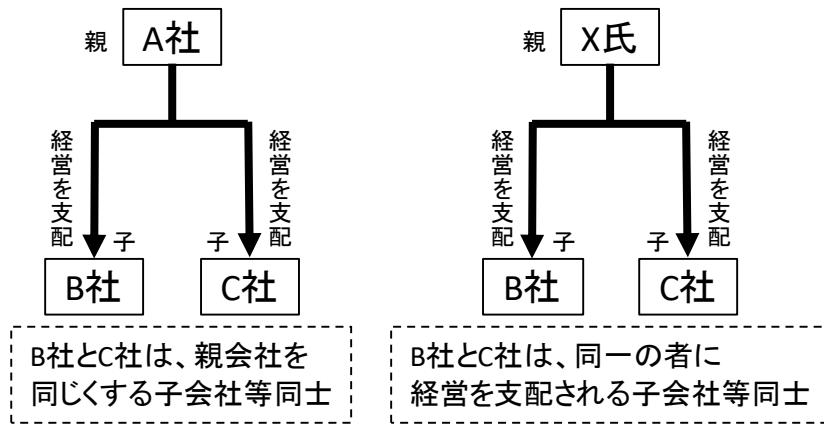 親
A社
経営を支配
経営を支配
子
子
B社
C社
B社とC社は、親会社を
同じくする子会社等同士
親
X氏
経営を支配
経営を支配
子
子
B社
C社
B社とC社は、同一の者に
経営を支配される子会社等同士